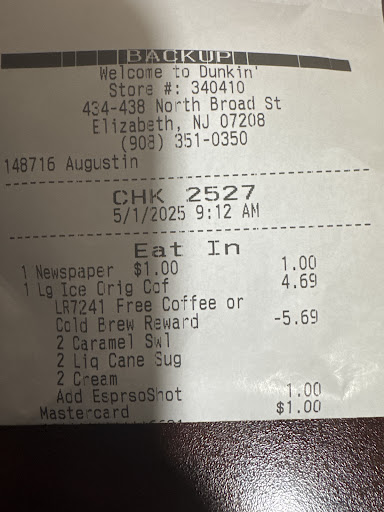 BACKUP
Welcome to Dunkin'
Store #: 340410
434-438 North Broad St
Elizabeth, NJ 07208
(908) 351-0350
148716 Augustin
CHK 2527
5/1/2025 9:12 AM
Eat In
1 Newspaper $1.00 1.00
1 Lg Ice Orig Cof 4.69
LR7241 Free Coffee or
Cold Brew Reward -5.69
2 Caramel Swl
2 Liq Cane Sug
2 Cream
Add EsprsoShot 1.00
Mastercard $1.00